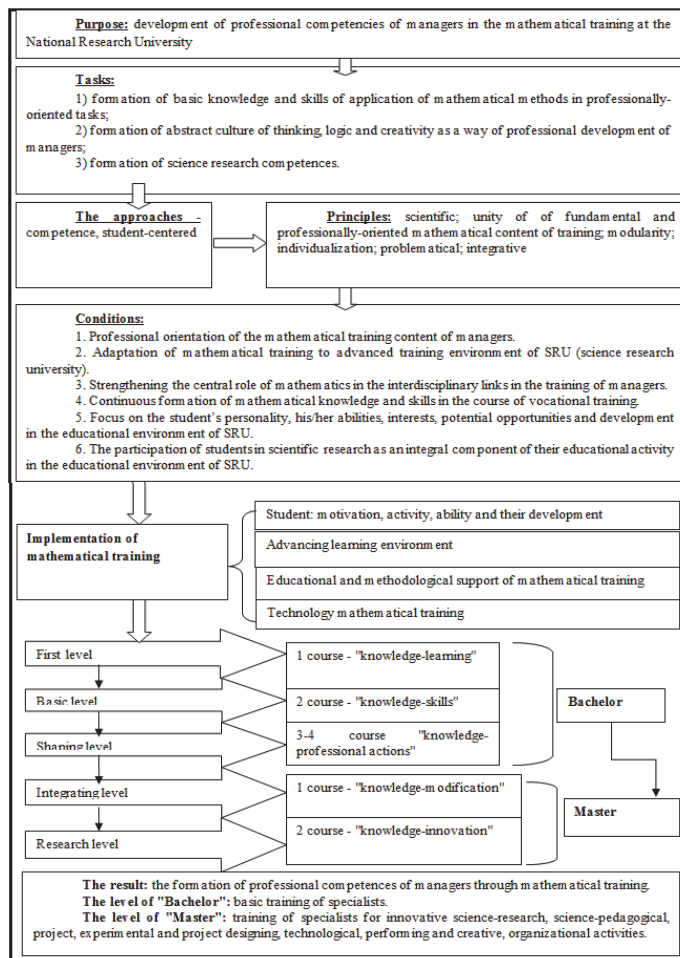 Purpose: development of professional competencies of managers in the mathematical training at the
National Research University
Tasks:
1) formation of basic knowledge and skills of application of mathematical methods in professionally-
oriented tasks;
2) formation of abstract culture of thinking, logic and creativity as a way of professional development of
managers;
3) formation of science research competences.
The approaches -
competence, student-centered
Principles: scientific; unity of of fundamental and
professionally-oriented mathematical content of training; modularity;
individualization; problematical; integrative
Conditions:
1. Professional orientation of the mathematical training content of managers.
2. Adaptation of mathematical training to advanced training environment of SRU (science research
university).
3. Strengthening the central role of mathematics in the interdisciplinary links in the training of managers.
4. Continuous formation of mathematical knowledge and skills in the course of vocational training.
5. Focus on the student's personality, his/her abilities, interests, potential opportunities and development
in the educational environment of SRU.
6. The participation of students in scientific research as an integral component of their educational activity
in the educational environment of SRU.
Implementation of
mathematical training
Student: motivation, activity, ability and their development
Advancing learning environment
Educational and methodological support of mathematical training
Technology mathematical training
First level
1 course - "knowledge-learning"
Basic level
2 course - "knowledge-skills"
Bachelor
Shaping level
3-4 course "knowledge-
professional actions"
Integrating level
1 course - "knowledge-modification"
Master
Research level
2 course - "knowledge-innovation"
The result: the formation of professional competences of managers through mathematical training.
The level of "Bachelor": basic training of specialists.
The level of "Master": training of specialists for innovative science-research, science-pedagogical,
project, experimental and project designing, technological, performing and creative, organizational activities.